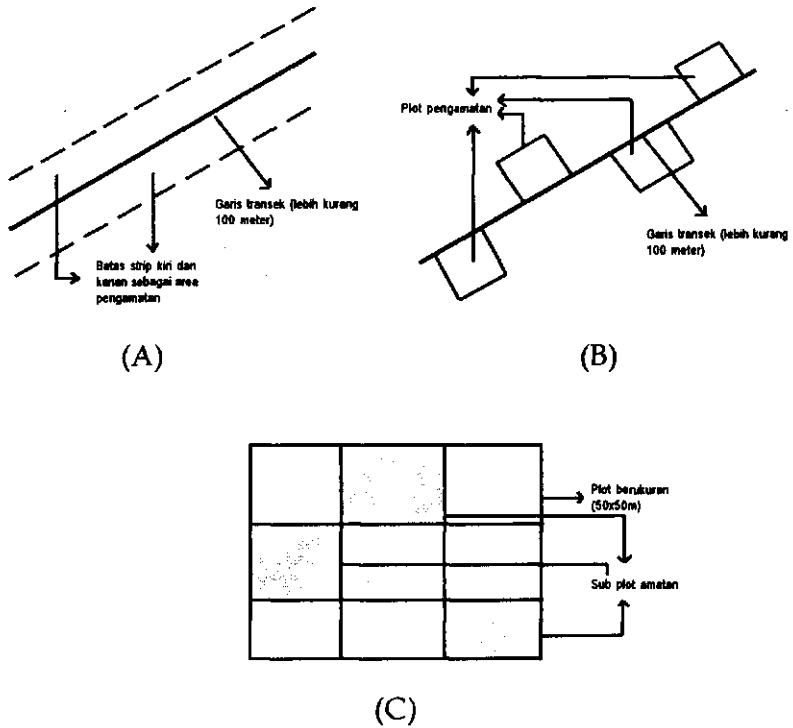 Garis transek (lebih kurang
100 meter)
Batas strip kiri dan
kanan sebagai area
pengamatan
(A)
Plot pengamatan
Garis transek (lebih kurang
100 meter)
(B)
Plot berukuran
(50x50m)
Sub plot amatan
(C)